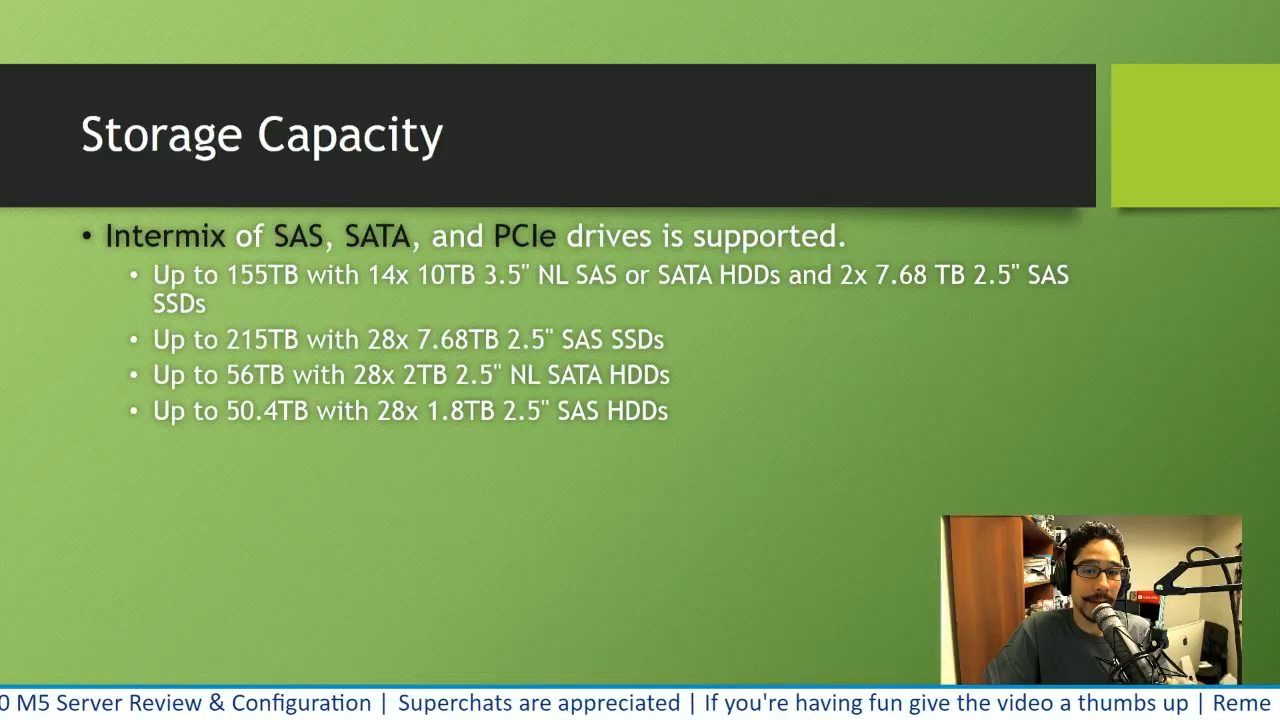 Storage Capacity
• Intermix of SAS, SATA, and PCIe drives is supported.
• Up to 155TB with 14x 10TB 3.5" NL SAS or SATA HDDs and 2x 7.68 TB 2.5" SAS
SSDs
• Up to 215TB with 28x 7.68TB 2.5" SAS SSDs
• Up to 56TB with 28x 2TB 2.5" NL SATA HDDs
• Up to 50.4TB with 28x 1.8TB 2.5" SAS HDDs
0 M5 Server Review & Configuration | Superchats are appreciated | If you're having fun give the video a thumbs up | Reme